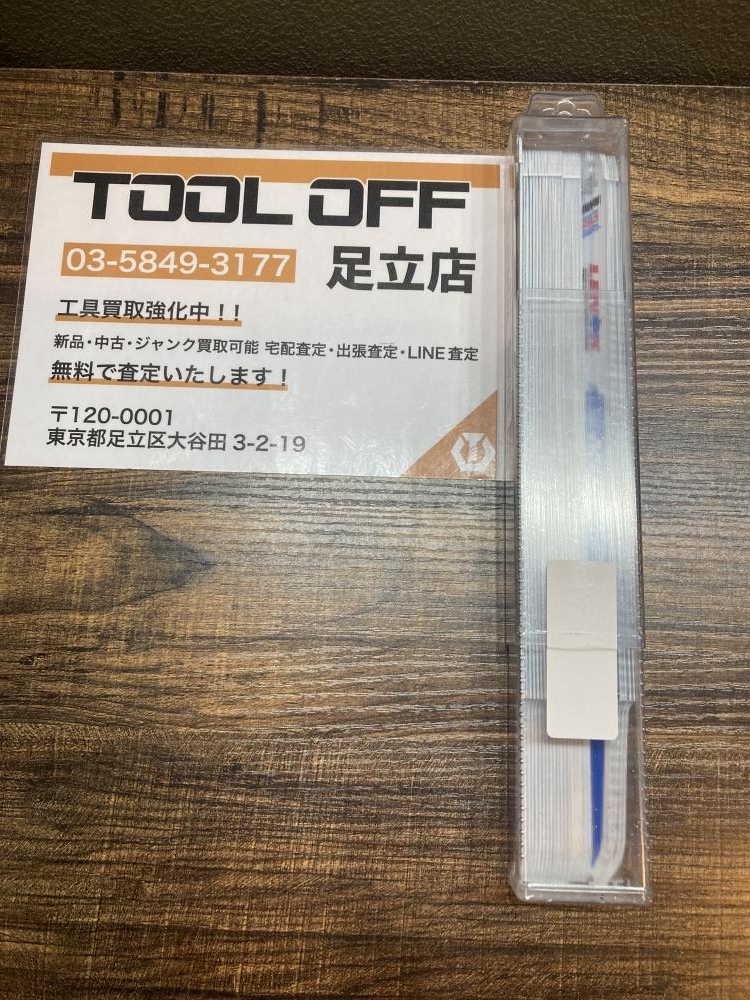 TOOL OFF
03-5849-3177 足立店
工具買取強化中!!
新品・中古・ジャンク買取可能 宅配査定・出張査定・LINE査定
無料で査定いたします!
〒120-0001
東京都足立区大谷田 3-2-19